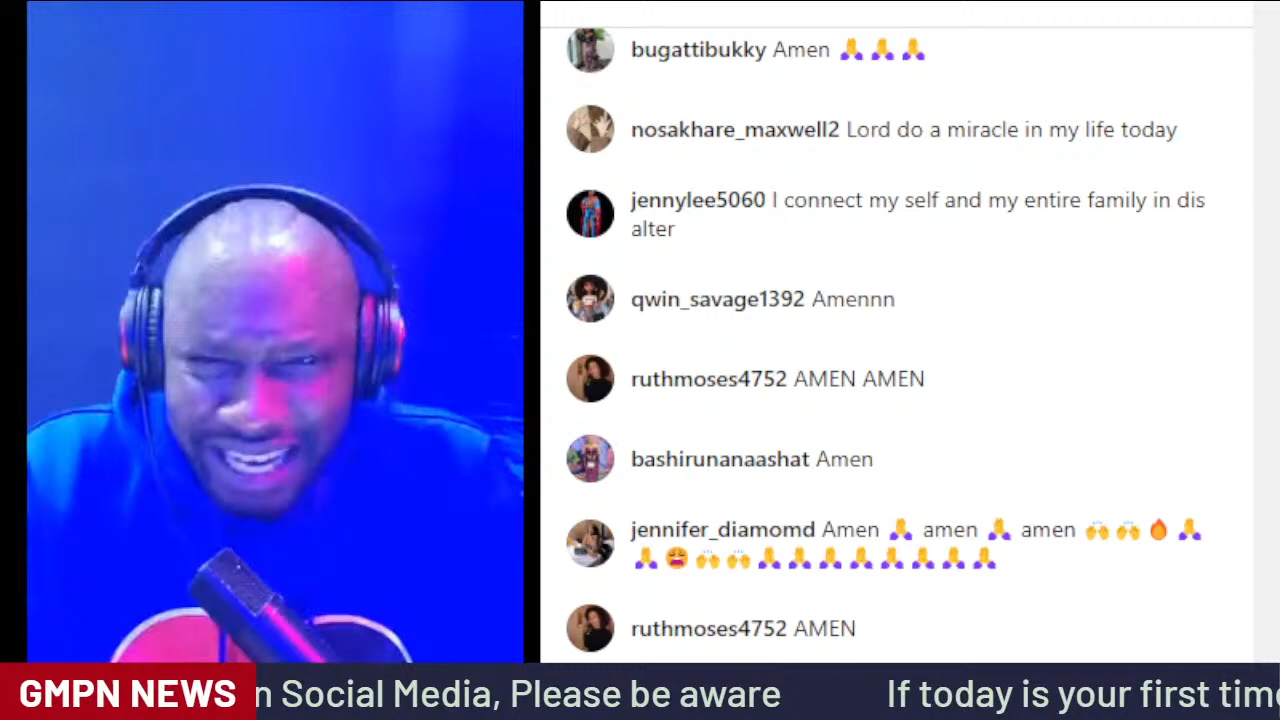 bugattibukky Amen 🙏 🙏 🙏
nosakhare_maxwell2 Lord do a miracle in my life today
jennylee5060 I connect my self and my entire family in dis
alter
qwin_savage1392 Amennn
ruthmoses4752 AMEN AMEN
bashirunanaashat Amen
jennifer_diamomd Amen 🙏 amen 🙏 amen 🙌 🙌 🔥 🙏
🙏 😫 🙌 🙌 🙏 🙏 🙏 🙏 🙏 🙏 🙏 🙏
ruthmoses4752 AMEN
GMPN NEWS n Social Media, Please be aware If today is your first time